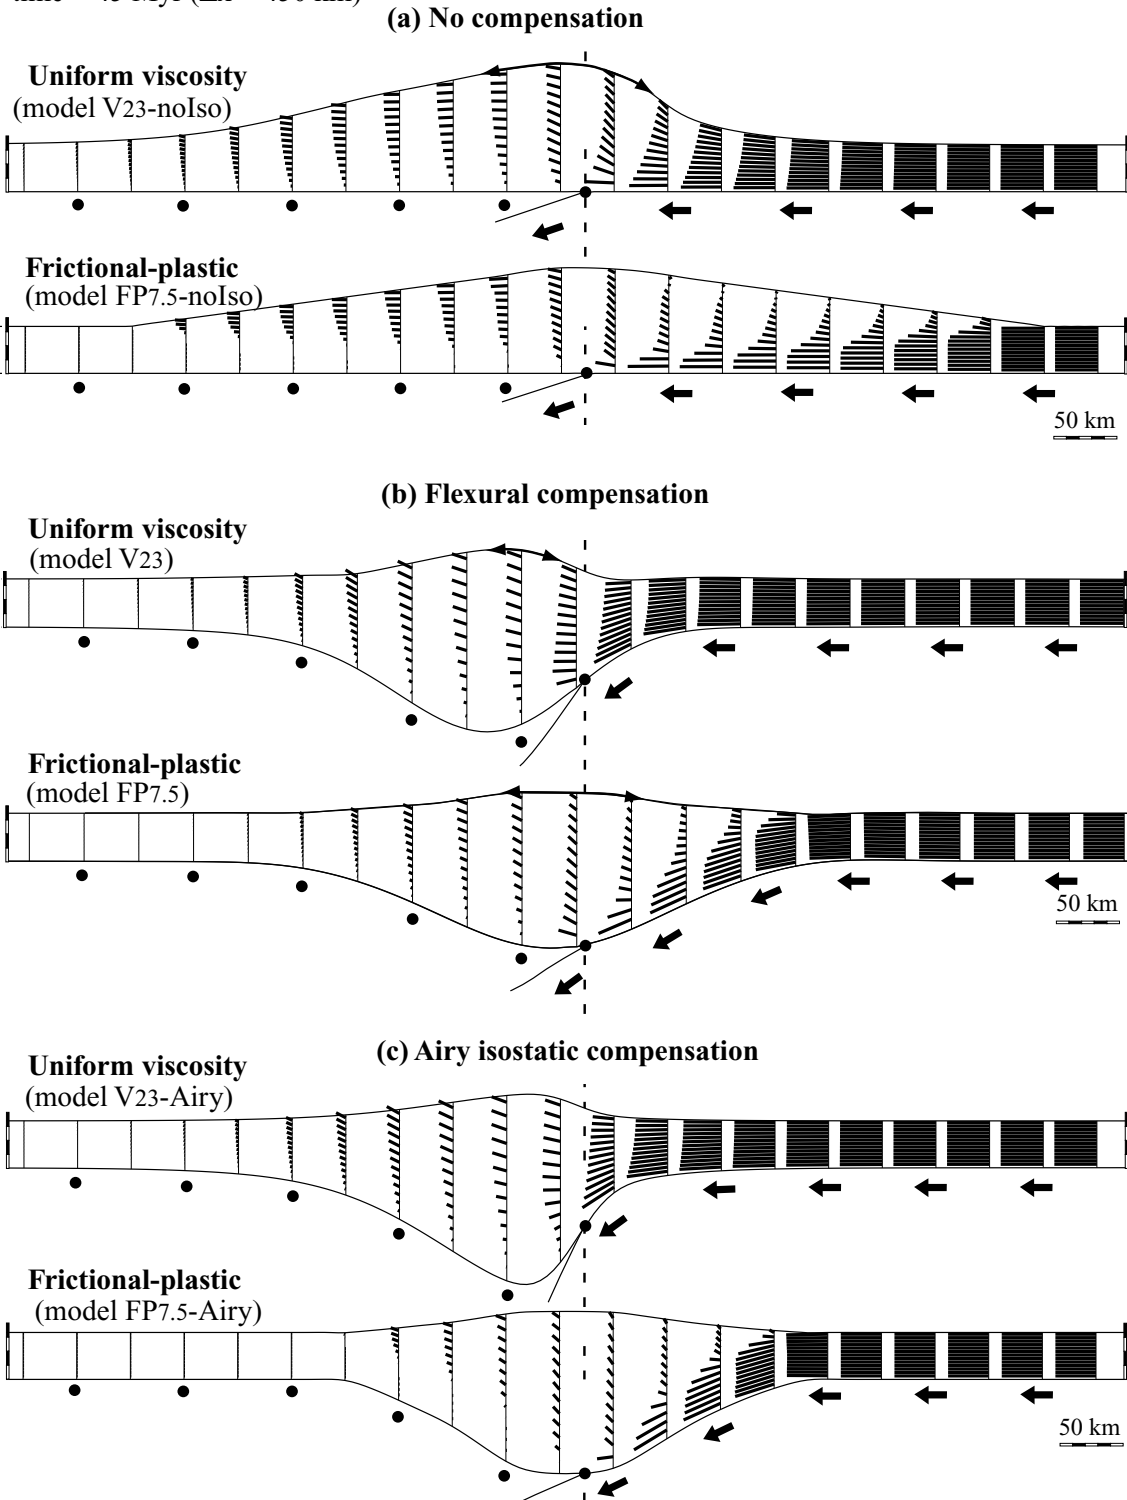 (a) No compensation
Uniform viscosity
(model V23-noIso)
Frictional-plastic
(model FP7.5-noIso)
50 km
(b) Flexural compensation
Uniform viscosity
(model V23)
Frictional-plastic
(model FP7.5)
50 km
(c) Airy isostatic compensation
Uniform viscosity
(model V23-Airy)
Frictional-plastic
(model FP7.5-Airy)
50 km